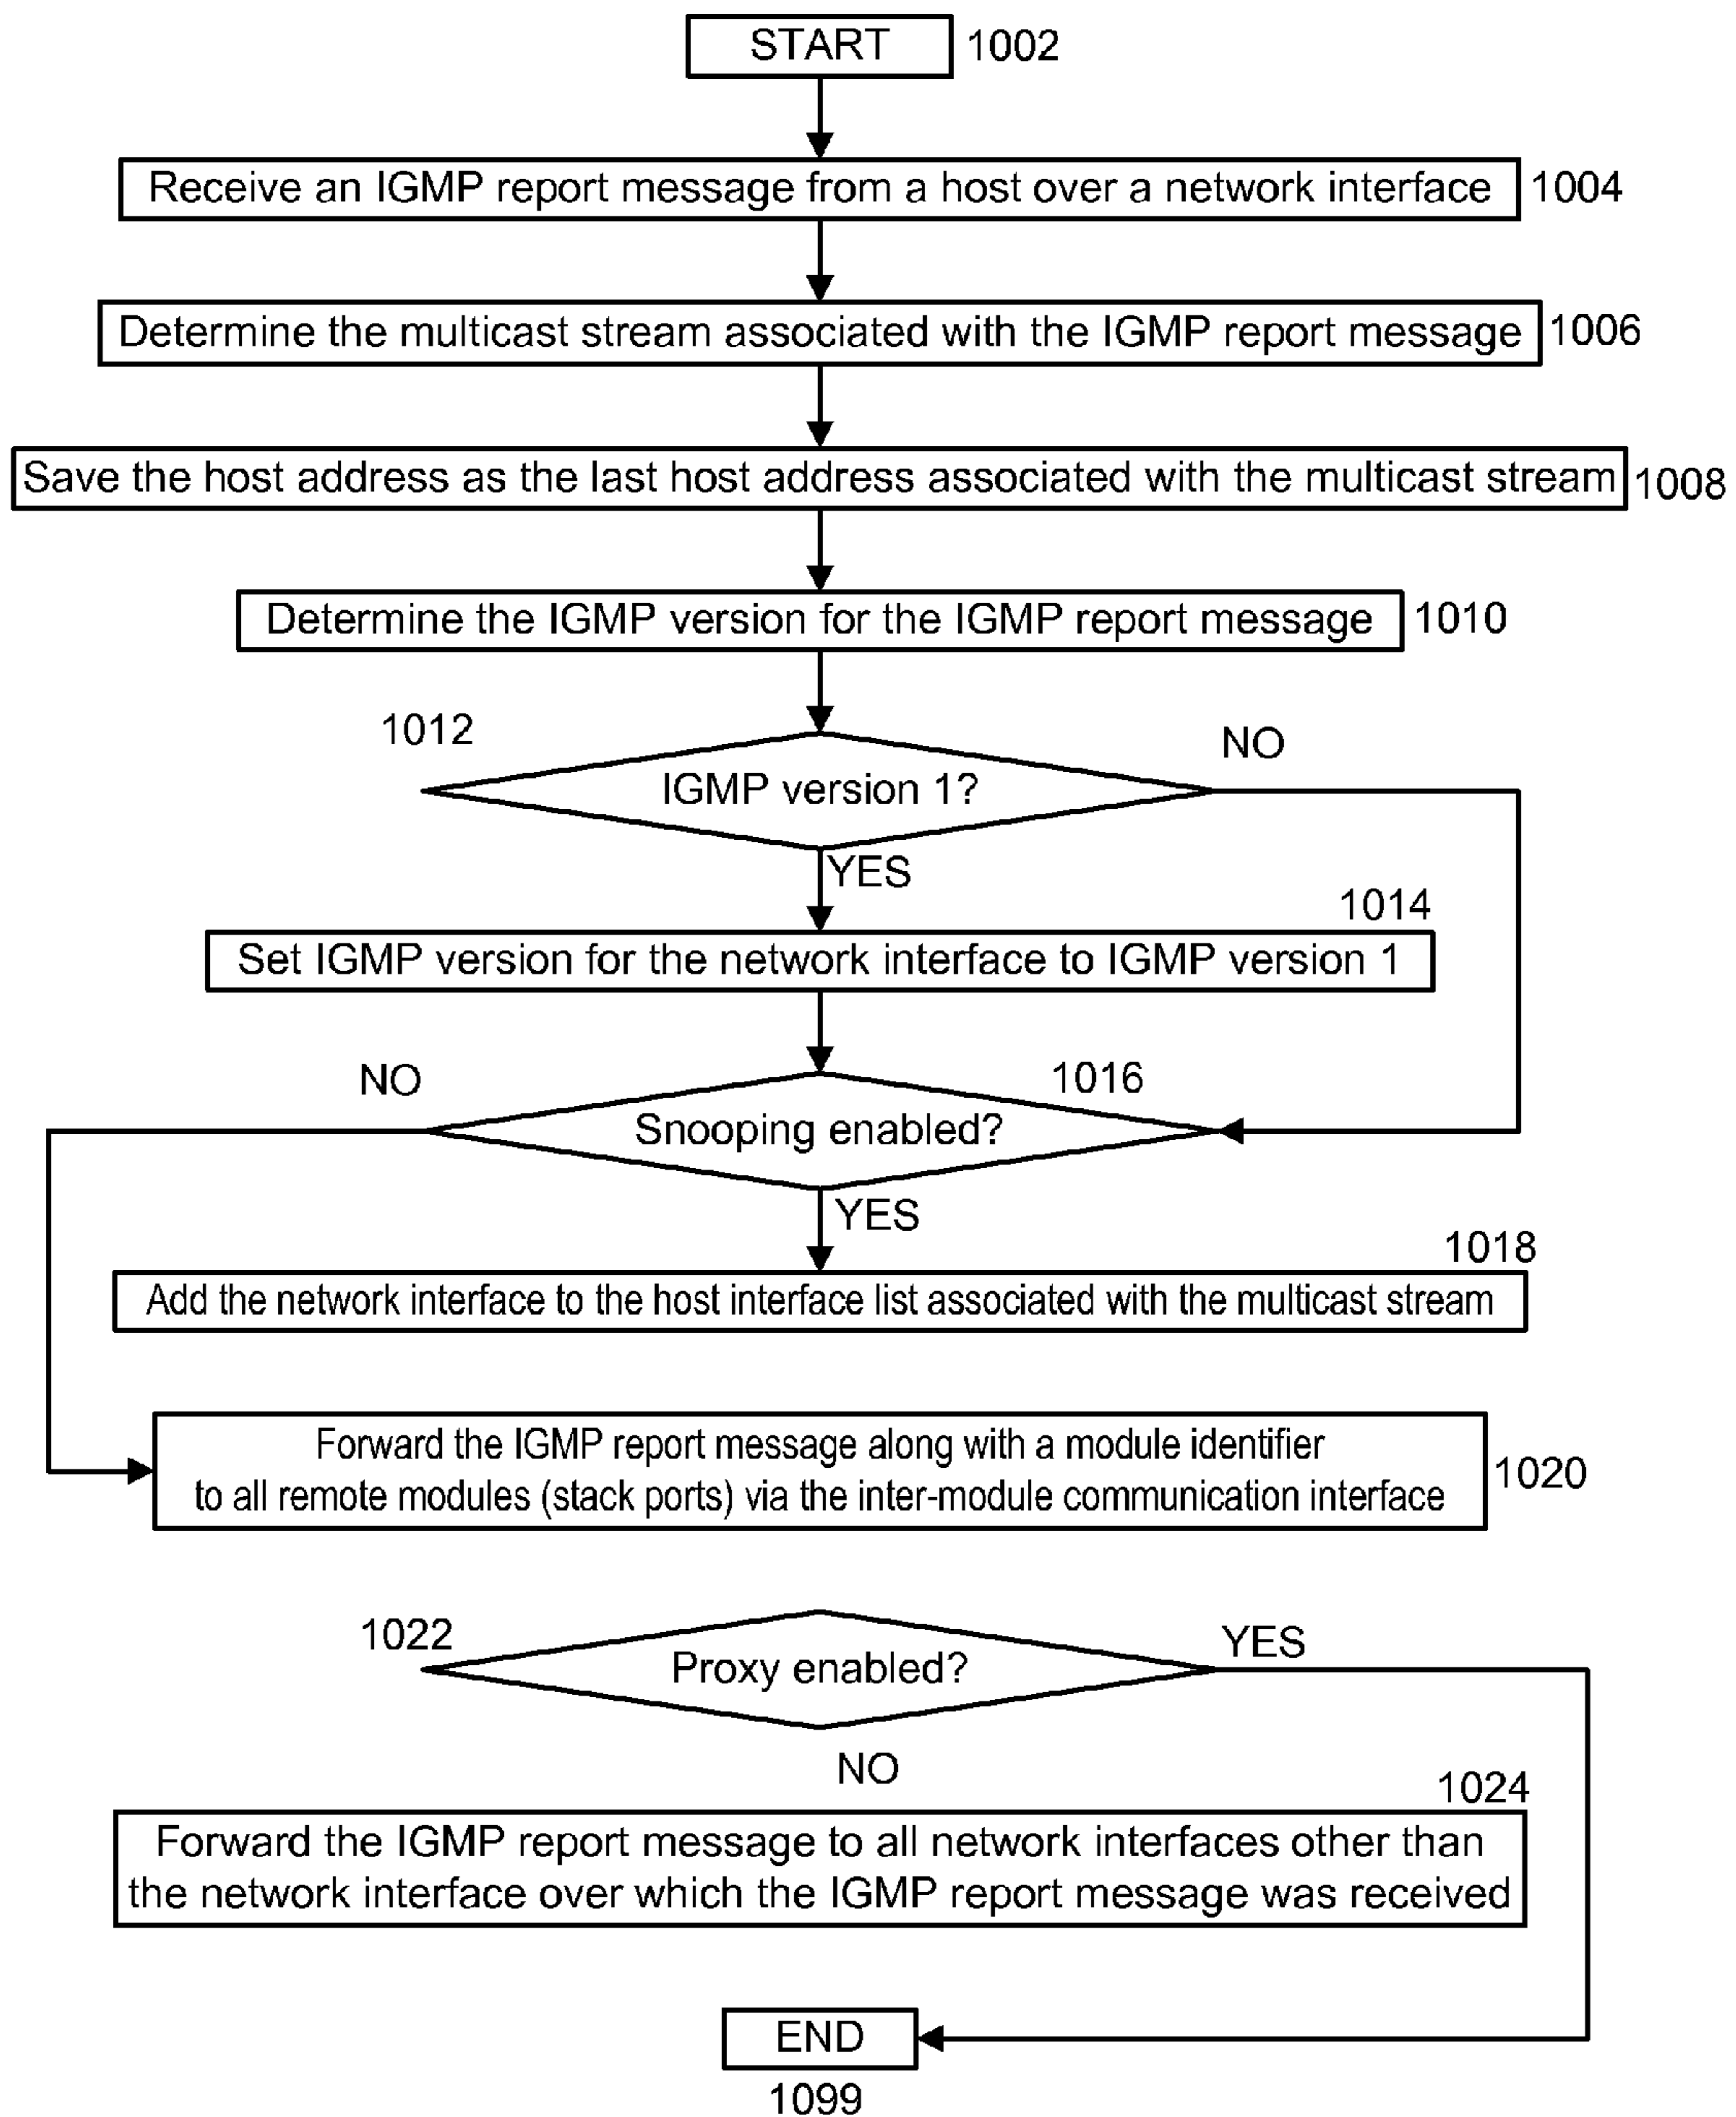 START 1002
Receive an IGMP report message from a host over a network interface 1004
Determine the multicast stream associated with the IGMP report message 1006
Save the host address as the last host address associated with the multicast stream 1008
Determine the IGMP version for the IGMP report message 1010
1012
NO
IGMP version 1?
YES
1014
Set IGMP version for the network interface to IGMP version 1
NO
1016
Snooping enabled?
YES
1018
Add the network interface to the host interface list associated with the multicast stream
Forward the IGMP report message along with a module identifier
to all remote modules (stack ports) via the inter-module communication interface
1020
1022
YES
Proxy enabled?
NO
1024
Forward the IGMP report message to all network interfaces other than
the network interface over which the IGMP report message was received
END
1099